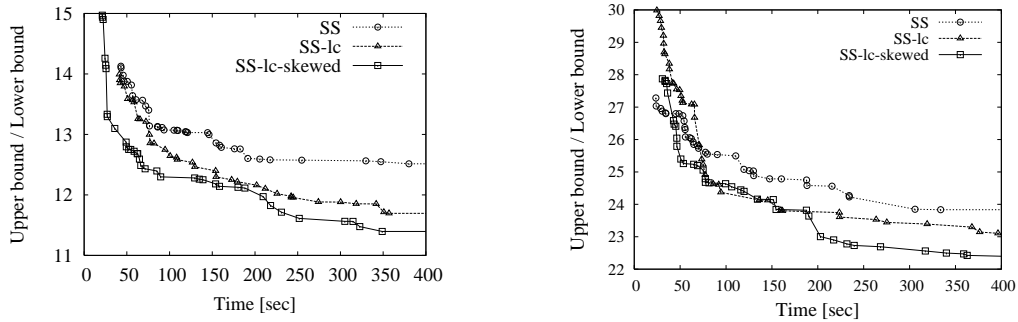 Upper bound / Lower bound
15
14
13
12
11
0 50 100 150 200 250 300 350 400
Time [sec]
SS
SS-lc
SS-lc-skewed
Upper bound / Lower bound
30
29
28
27
26
25
24
23
22
0 50 100 150 200 250 300 350 400
Time [sec]
SS
SS-lc
SS-lc-skewed